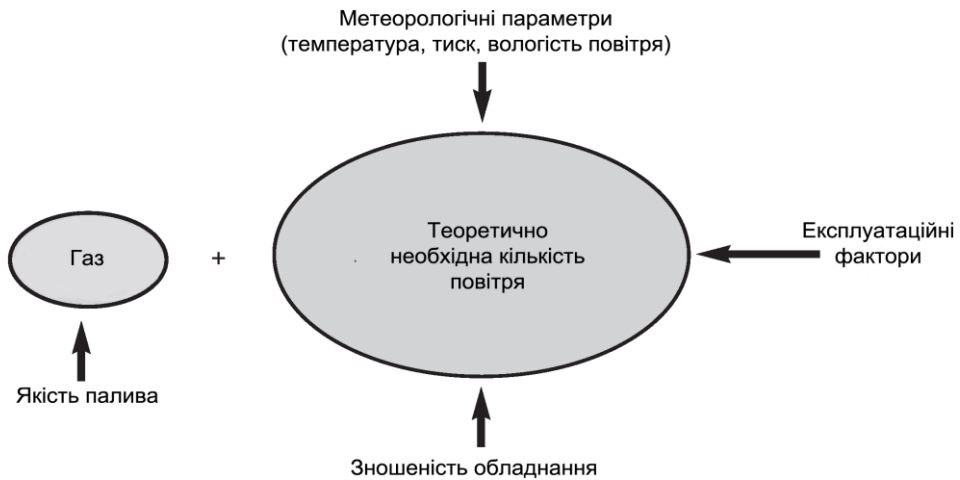 Метеорологічні параметри
(температура, тиск, вологість повітря)
Теоретично
необхідна кількість
повітря
Газ
+
Експлуатаційні
фактори
Якість палива
Зношеність обладнання